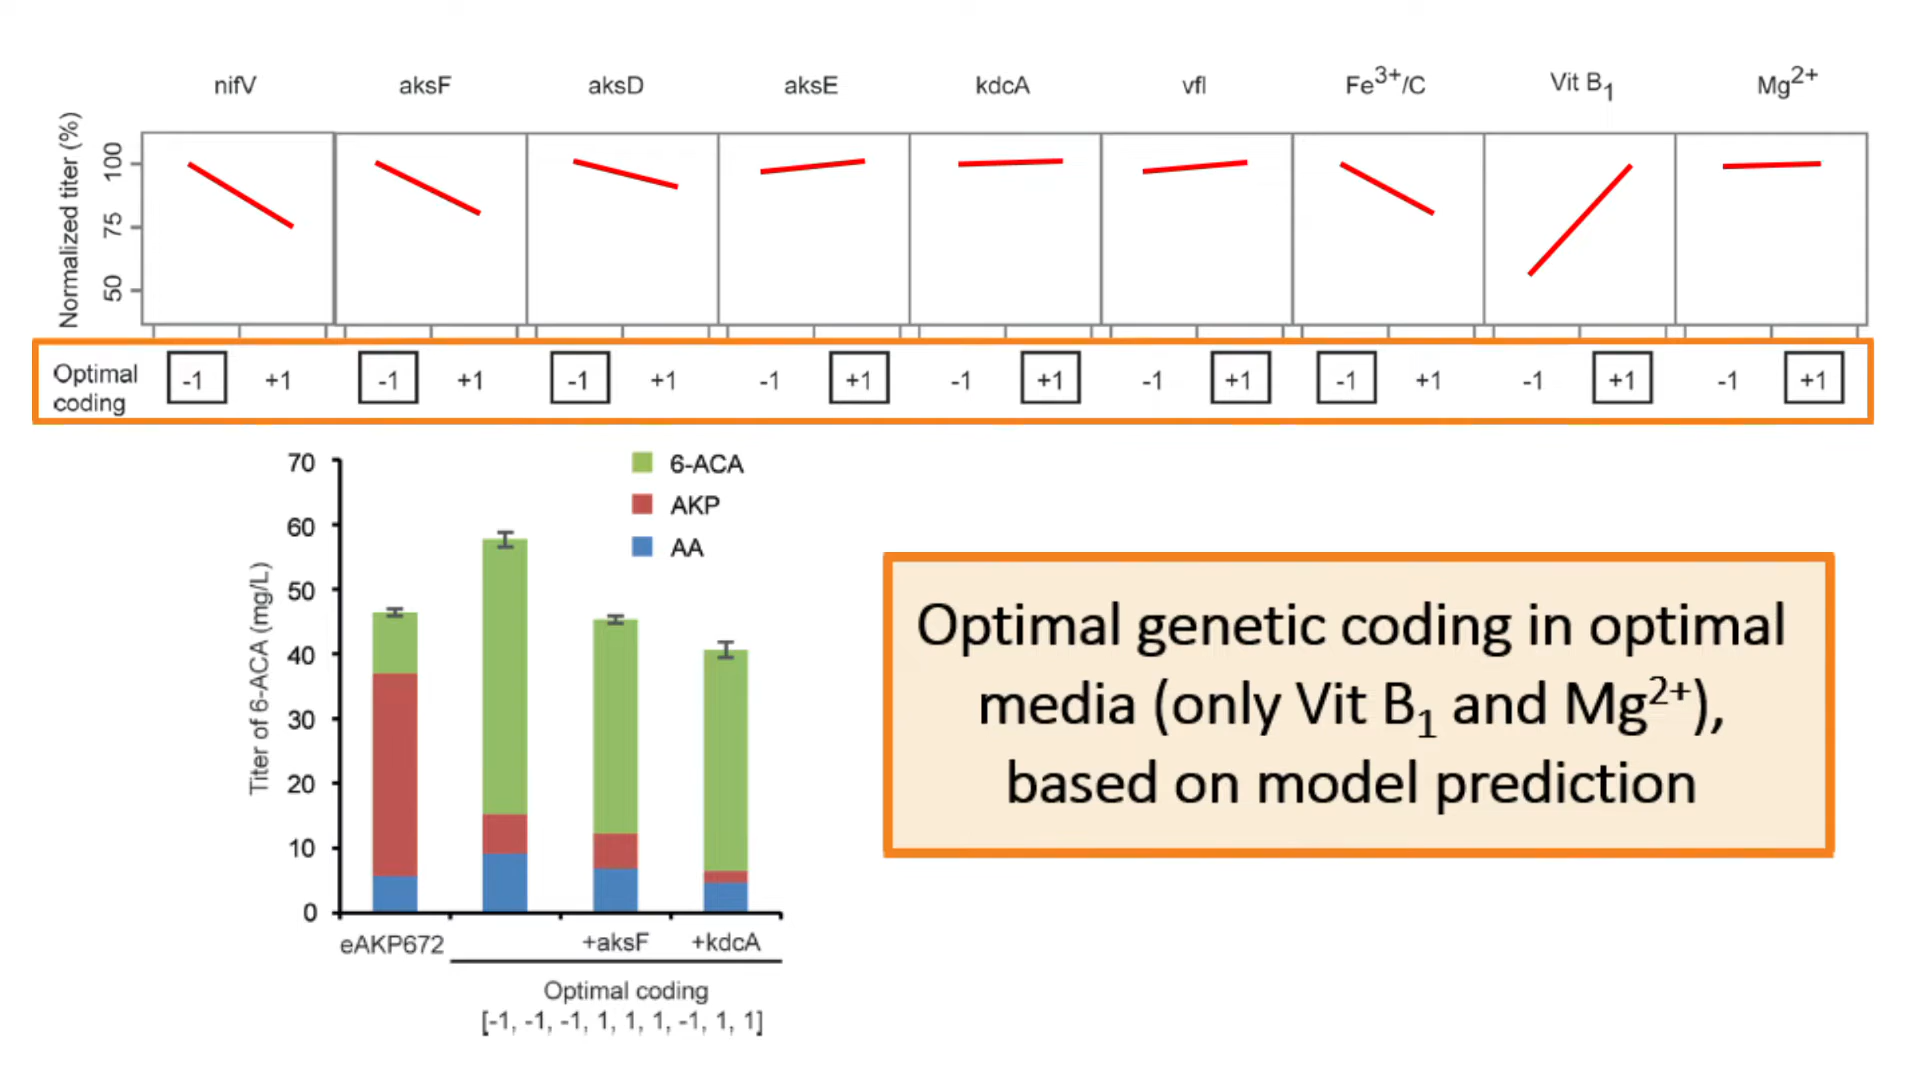 nifV aksF aksD aksE kdcA vfl Fe³⁺/C Vit B₁ Mg²⁺
Normalized titer (%)
100
75
50
Optimal coding
-1 +1 -1 +1 -1 +1 -1 +1 -1 +1 -1 +1 -1 +1 -1 +1 -1 +1
70
60
50
40
30
20
10
0
Titer of 6-ACA (mg/L)
6-ACA
AKP
AA
eAKP672 +aksF +kdcA
Optimal coding
[-1, -1, -1, 1, 1, 1, -1, 1, 1]
Optimal genetic coding in optimal
media (only Vit B₁ and Mg²⁺),
based on model prediction